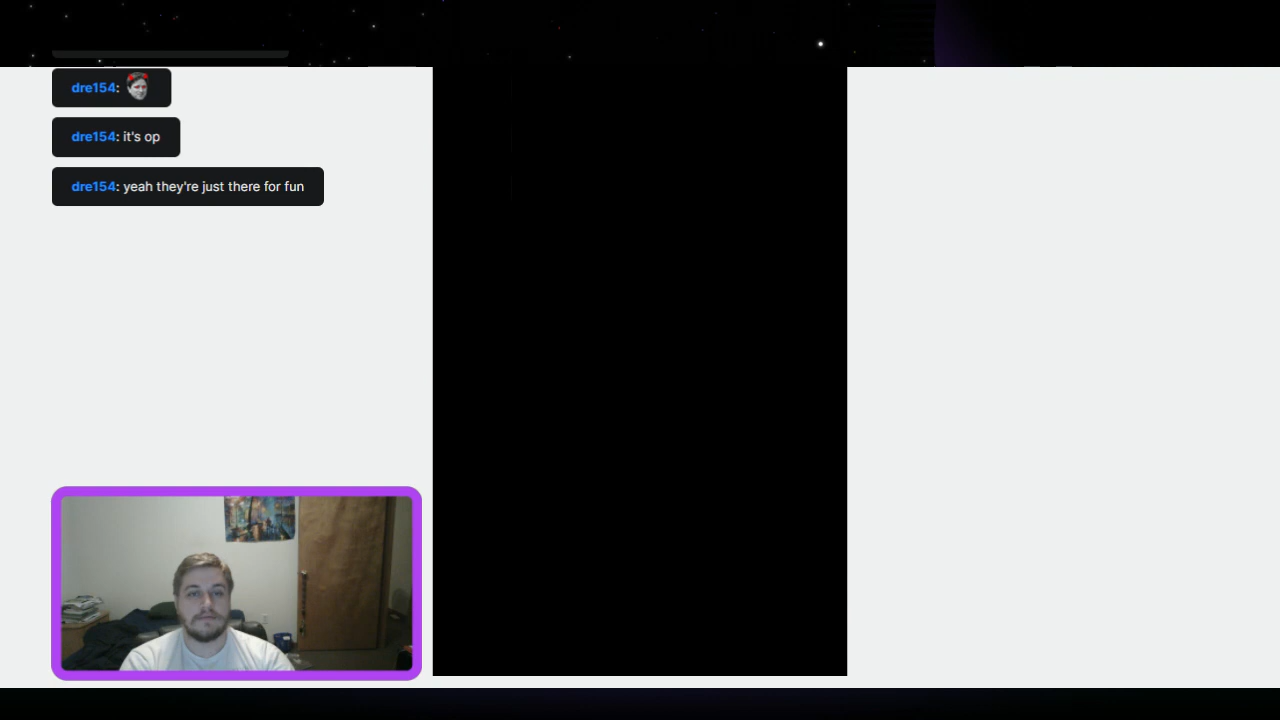 dre154:
dre154: it's op
dre154: yeah they're just there for fun